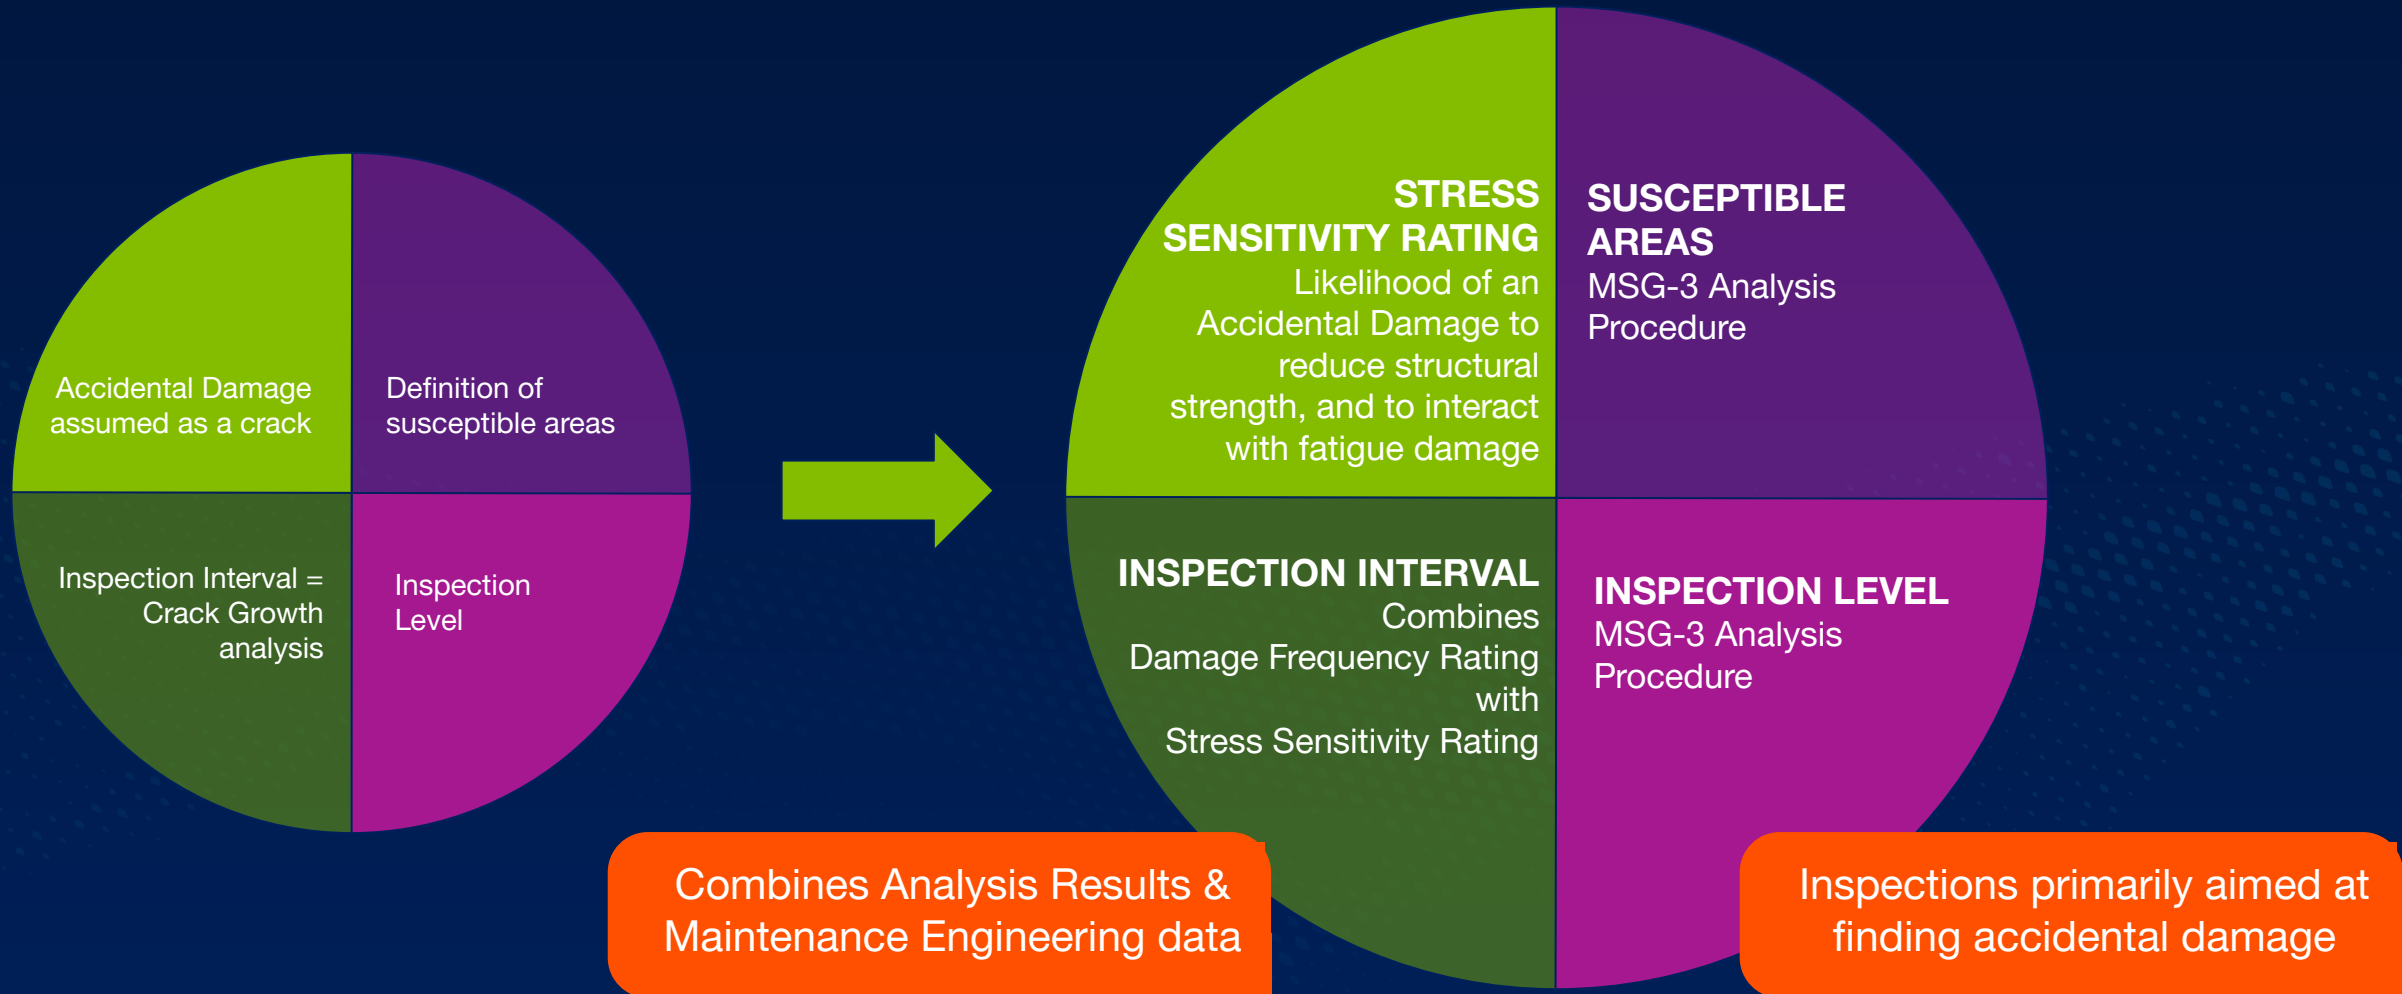 Accidental Damage
assumed as a crack
Definition of
susceptible areas
Inspection Interval =
Crack Growth
analysis
Inspection
Level
STRESS
SENSITIVITY RATING
Likelihood of an
Accidental Damage to
reduce structural
strength, and to interact
with fatigue damage
SUSCEPTIBLE
AREAS
MSG-3 Analysis
Procedure
INSPECTION INTERVAL
Combines
Damage Frequency Rating
with
Stress Sensitivity Rating
INSPECTION LEVEL
MSG-3 Analysis
Procedure
Combines Analysis Results &
Maintenance Engineering data
Inspections primarily aimed at
finding accidental damage